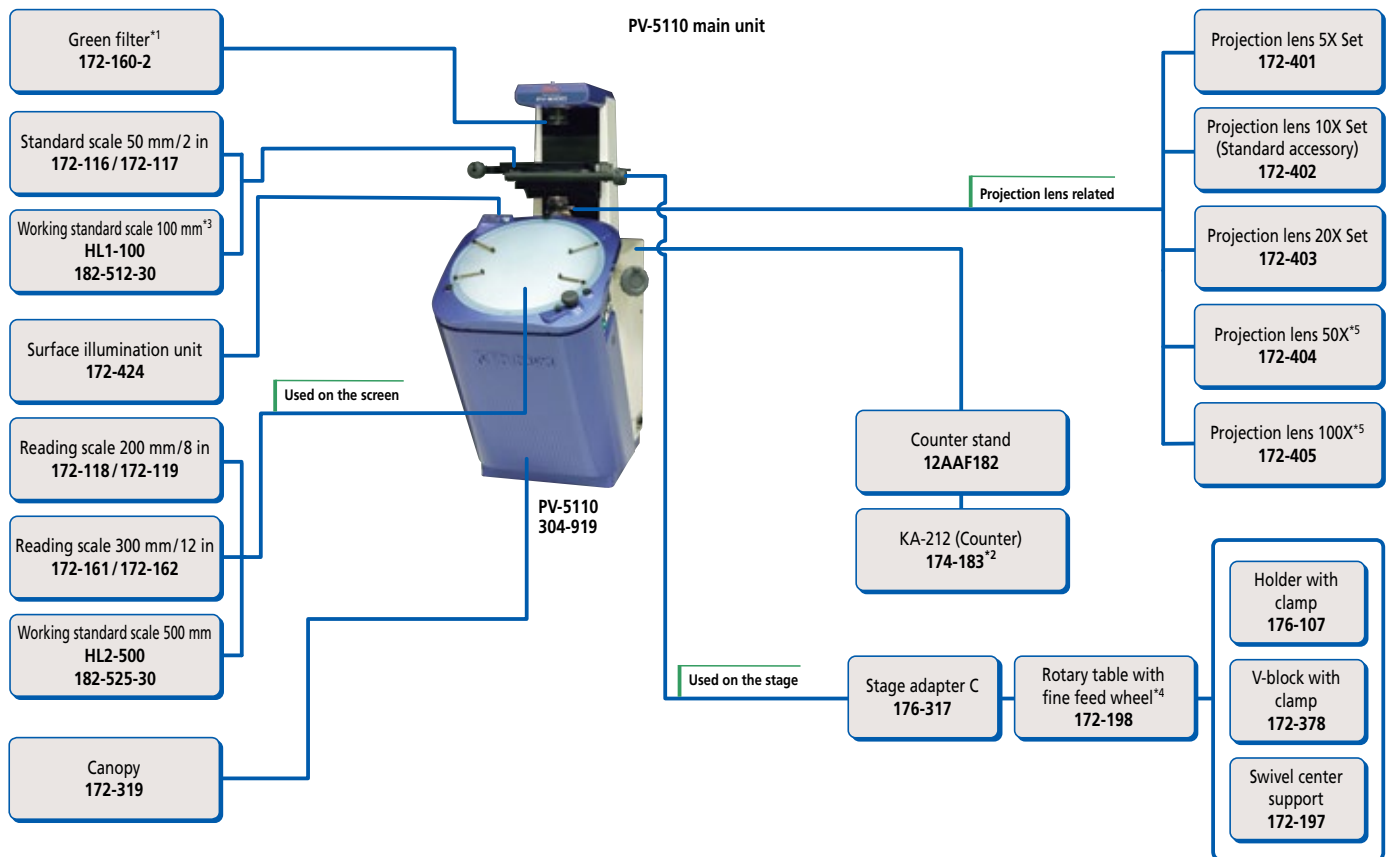 PV-5110 main unit
Green filter*1
172-160-2
Standard scale 50 mm/2 in
172-116 / 172-117
Working standard scale 100 mm*3
HL1-100
182-512-30
Surface illumination unit
172-424
Used on the screen
Reading scale 200 mm/8 in
172-118 / 172-119
Reading scale 300 mm/12 in
172-161 / 172-162
Working standard scale 500 mm
HL2-500
182-525-30
Canopy
172-319
Mitutoyo
PV-5110
304-919
Projection lens related
Projection lens 5X Set
172-401
Projection lens 10X Set
(Standard accessory)
172-402
Projection lens 20X Set
172-403
Projection lens 50X*5
172-404
Projection lens 100X*5
172-405
Counter stand
12AAF182
KA-212 (Counter)
174-183*2
Used on the stage
Stage adapter C
176-317
Rotary table with
fine feed wheel*4
172-198
Holder with
clamp
176-107
V-block with
clamp
172-378
Swivel center
support
172-197